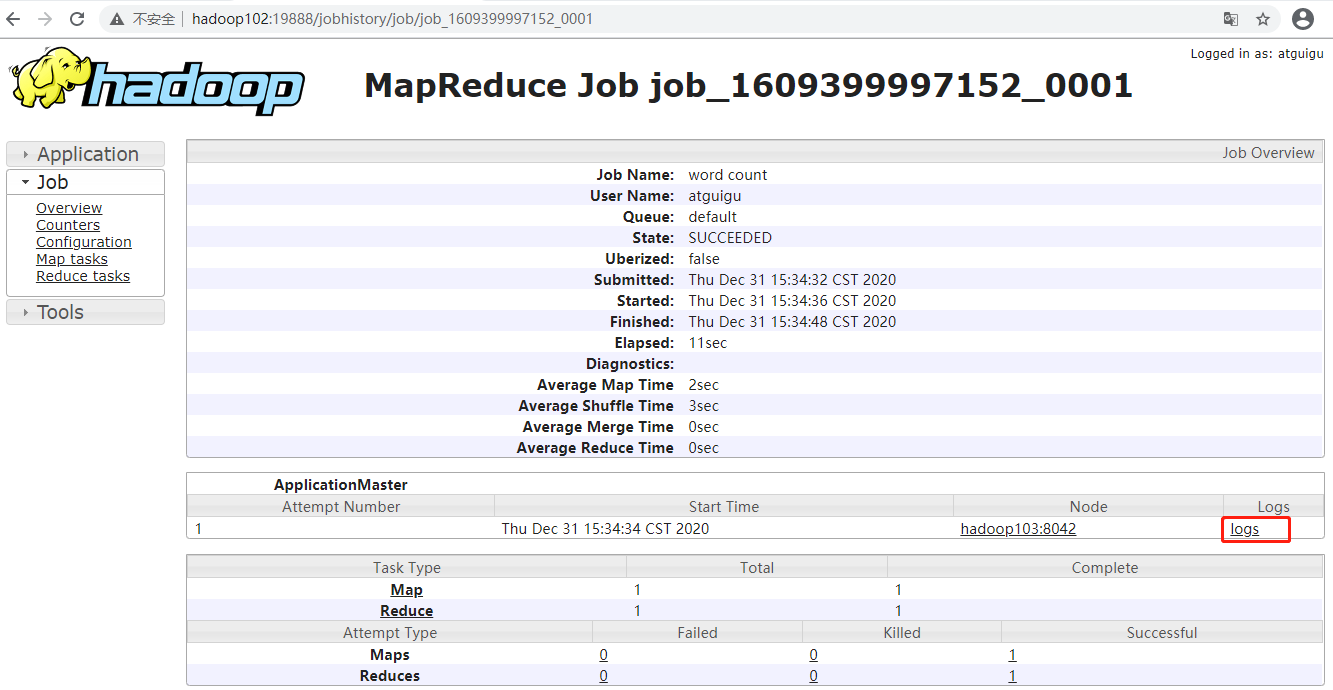 不安全 hadoop102:19888/jobhistory/job/job_1609399997152_0001
Logged in as: atguigu
hadoop
MapReduce Job job_1609399997152_0001
Application
Job
Overview
Counters
Configuration
Map tasks
Reduce tasks
Tools
Job Overview
Job Name: word count
User Name: atguigu
Queue: default
State: SUCCEEDED
Uberized: false
Submitted: Thu Dec 31 15:34:32 CST 2020
Started: Thu Dec 31 15:34:36 CST 2020
Finished: Thu Dec 31 15:34:48 CST 2020
Elapsed: 11sec
Diagnostics:
Average Map Time 2sec
Average Shuffle Time 3sec
Average Merge Time 0sec
Average Reduce Time 0sec
ApplicationMaster
Attempt Number Start Time Node Logs
1 Thu Dec 31 15:34:34 CST 2020 hadoop103:8042 logs
Task Type Total Complete
Map 1 1
Reduce 1 1
Attempt Type Failed Killed Successful
Maps 0 0 1
Reduces 0 0 1